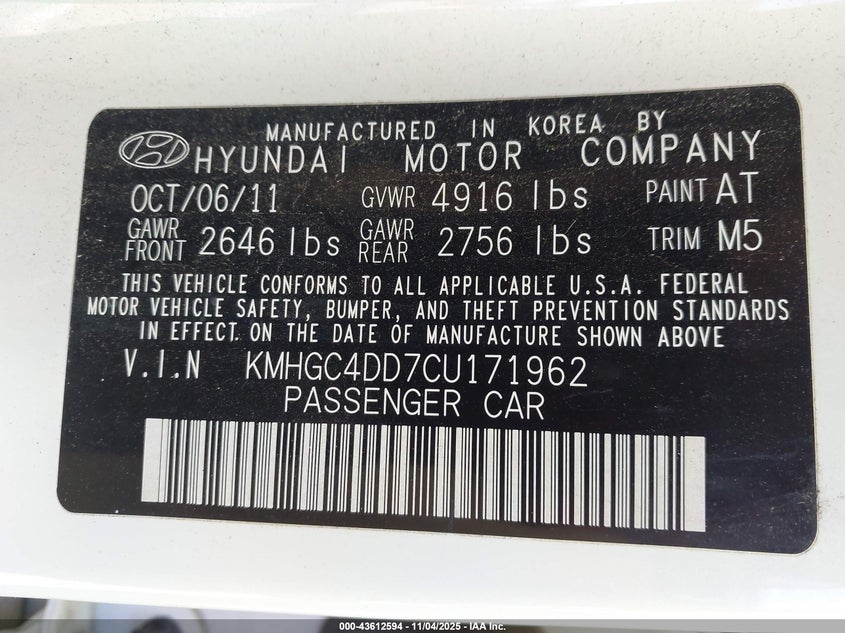 MANUFACTURED IN KOREA BY
HYUNDAI MOTOR COMPANY
OCT/06/11 GVWR 4916 lbs PAINT AT
GAWR FRONT 2646 lbs GAWR REAR 2756 lbs TRIM M5
THIS VEHICLE CONFORMS TO ALL APPLICABLE U.S.A. FEDERAL
MOTOR VEHICLE SAFETY, BUMPER, AND THEFT PREVENTION STANDARDS
IN EFFECT ON THE DATE OF MANUFACTURE SHOWN ABOVE
V.I.N KMHGC4DD7CU171962
PASSENGER CAR
000-43612594 - 11/04/2025 - IAA Inc.